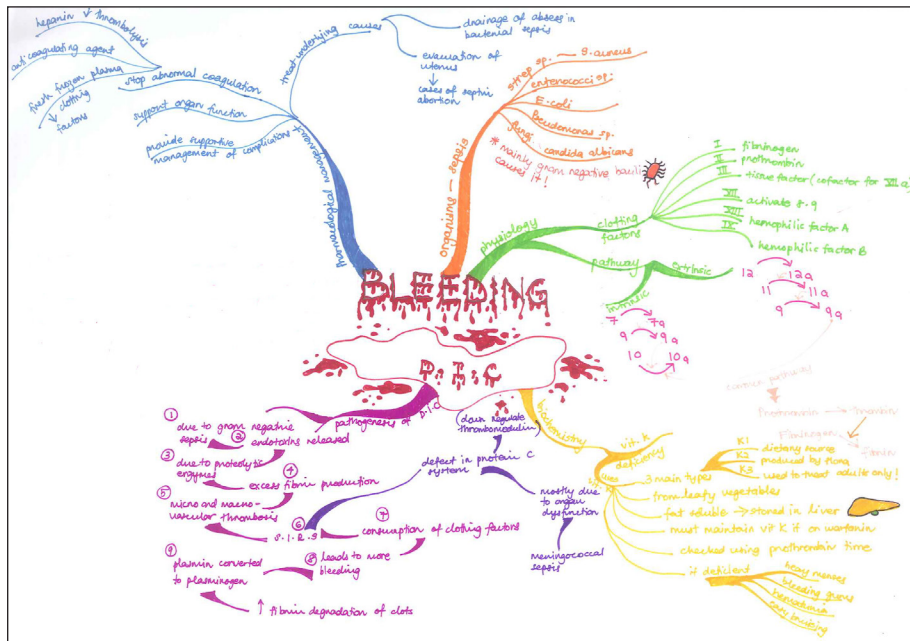 heparin ↓ thrombolysis
anti coagulating agent
fresh frozen plasma
↓ clotting
factors
stop abnormal coagulation
support organ function
provide supportive
management of complications
treat underlying causes
drainage of absess in
bacterial sepsis
evacuation of
uterus
↓
cases of septic
abortion
pharmacological management
organisms — sepsis
strep sp. — S. aureus
enterococci sp.
E-coli
Pseudomonas sp.
fungi candida albicans
* mainly gram negative bacilli
causes it!
physiology
clotting
factors
I fibrinogen
II prothrombin
III tissue factor (cofactor for VII a)
VII activates 8-9
VIII hemophilic factor A
IX hemophilic factor B
pathway
extrinsic
12 12a
11 11a
9 9a
intrinsic
7 7a
9 9a
10 10a
common pathway
Prothrombin → thrombin
Fibrinogen
Fibrin
BLEEDING
D.I.C
pathogenesis of D.I.C
① due to gram negative
sepsis
② endotoxins released
③ due to proteolytic
enzymes
④ excess fibrin production
⑤ micro and macro-
vascular thrombosis
⑥ S.I.R.S
⑦ consumption of clotting factors
⑧ leads to more
bleeding
⑨ plasmin converted
to plasminogen
↑ fibrin degradation of clots
(down regulate
thrombomodulin)
defect in protein C
system
mostly due to
organ
dysfunction
meningococcal
sepsis
biochemistry
vit. K
deficiency
3 main types
K1 dietary source
K2 produced by flora
K3 used to treat adults only!
from leafy vegetables
fat soluble → stored in liver
must maintain vit K if on warfarin
checked using prothrombin time
if deficient
heavy menses
bleeding gums
hematuria
easy bruising